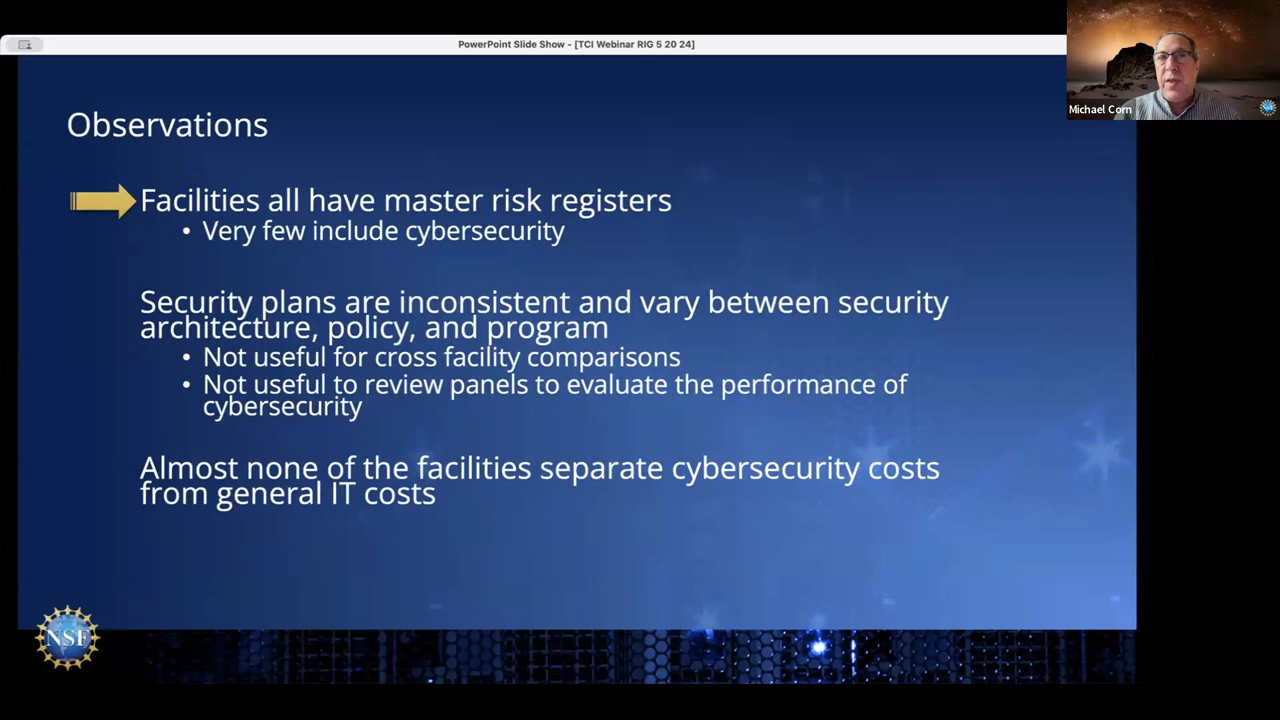 PowerPoint Slide Show - [TCI Webinar RIG 5 20 24]
Michael Corn
Observations
Facilities all have master risk registers
• Very few include cybersecurity
Security plans are inconsistent and vary between security
architecture, policy, and program
• Not useful for cross facility comparisons
• Not useful to review panels to evaluate the performance of
cybersecurity
Almost none of the facilities separate cybersecurity costs
from general IT costs
NSF